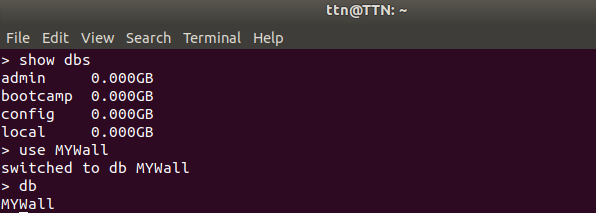 ttn@TTN: ~
File Edit View Search Terminal Help
> show dbs
admin     0.000GB
bootcamp  0.000GB
config    0.000GB
local     0.000GB
> use MYWall
switched to db MYWall
> db
MYWall